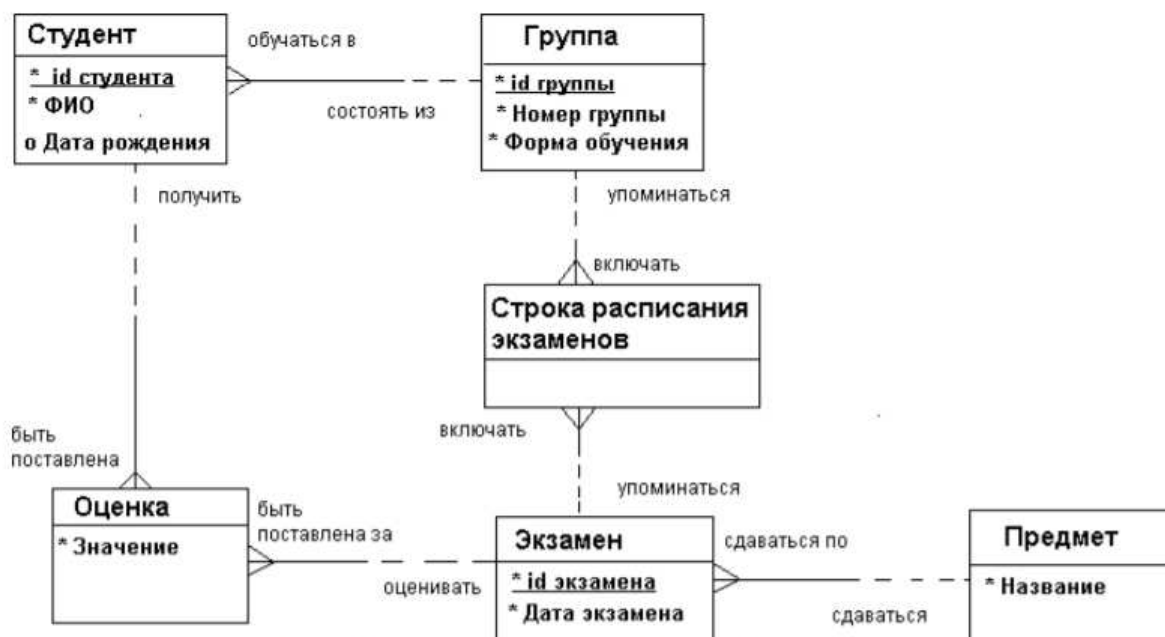 Студент
* id студента
* ФИО
о Дата рождения
обучаться в
состоять из
Группа
* id группы
* Номер группы
* Форма обучения
получить
упоминаться
включать
Строка расписания
экзаменов
включать
упоминаться
быть
поставлена
Оценка
* Значение
быть
поставлена за
оценивать
Экзамен
* id экзамена
* Дата экзамена
сдаваться по
сдаваться
Предмет
* Название